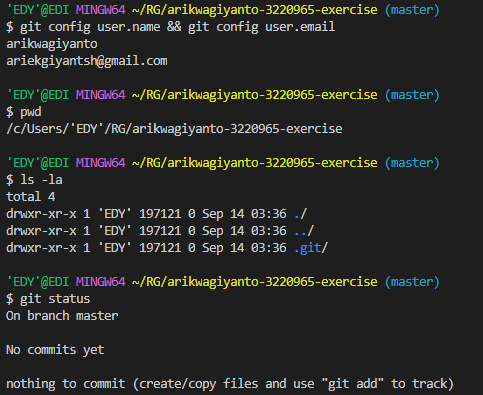 'EDY'@EDI MINGW64 ~/RG/arikwagiyanto-3220965-exercise (master)
$ git config user.name && git config user.email
arikwagiyanto
ariekgiyantsh@gmail.com

'EDY'@EDI MINGW64 ~/RG/arikwagiyanto-3220965-exercise (master)
$ pwd
/c/Users/'EDY'/RG/arikwagiyanto-3220965-exercise

'EDY'@EDI MINGW64 ~/RG/arikwagiyanto-3220965-exercise (master)
$ ls -la
total 4
drwxr-xr-x 1 'EDY' 197121 0 Sep 14 03:36 ./
drwxr-xr-x 1 'EDY' 197121 0 Sep 14 03:36 ../
drwxr-xr-x 1 'EDY' 197121 0 Sep 14 03:36 .git/

'EDY'@EDI MINGW64 ~/RG/arikwagiyanto-3220965-exercise (master)
$ git status
On branch master

No commits yet

nothing to commit (create/copy files and use "git add" to track)